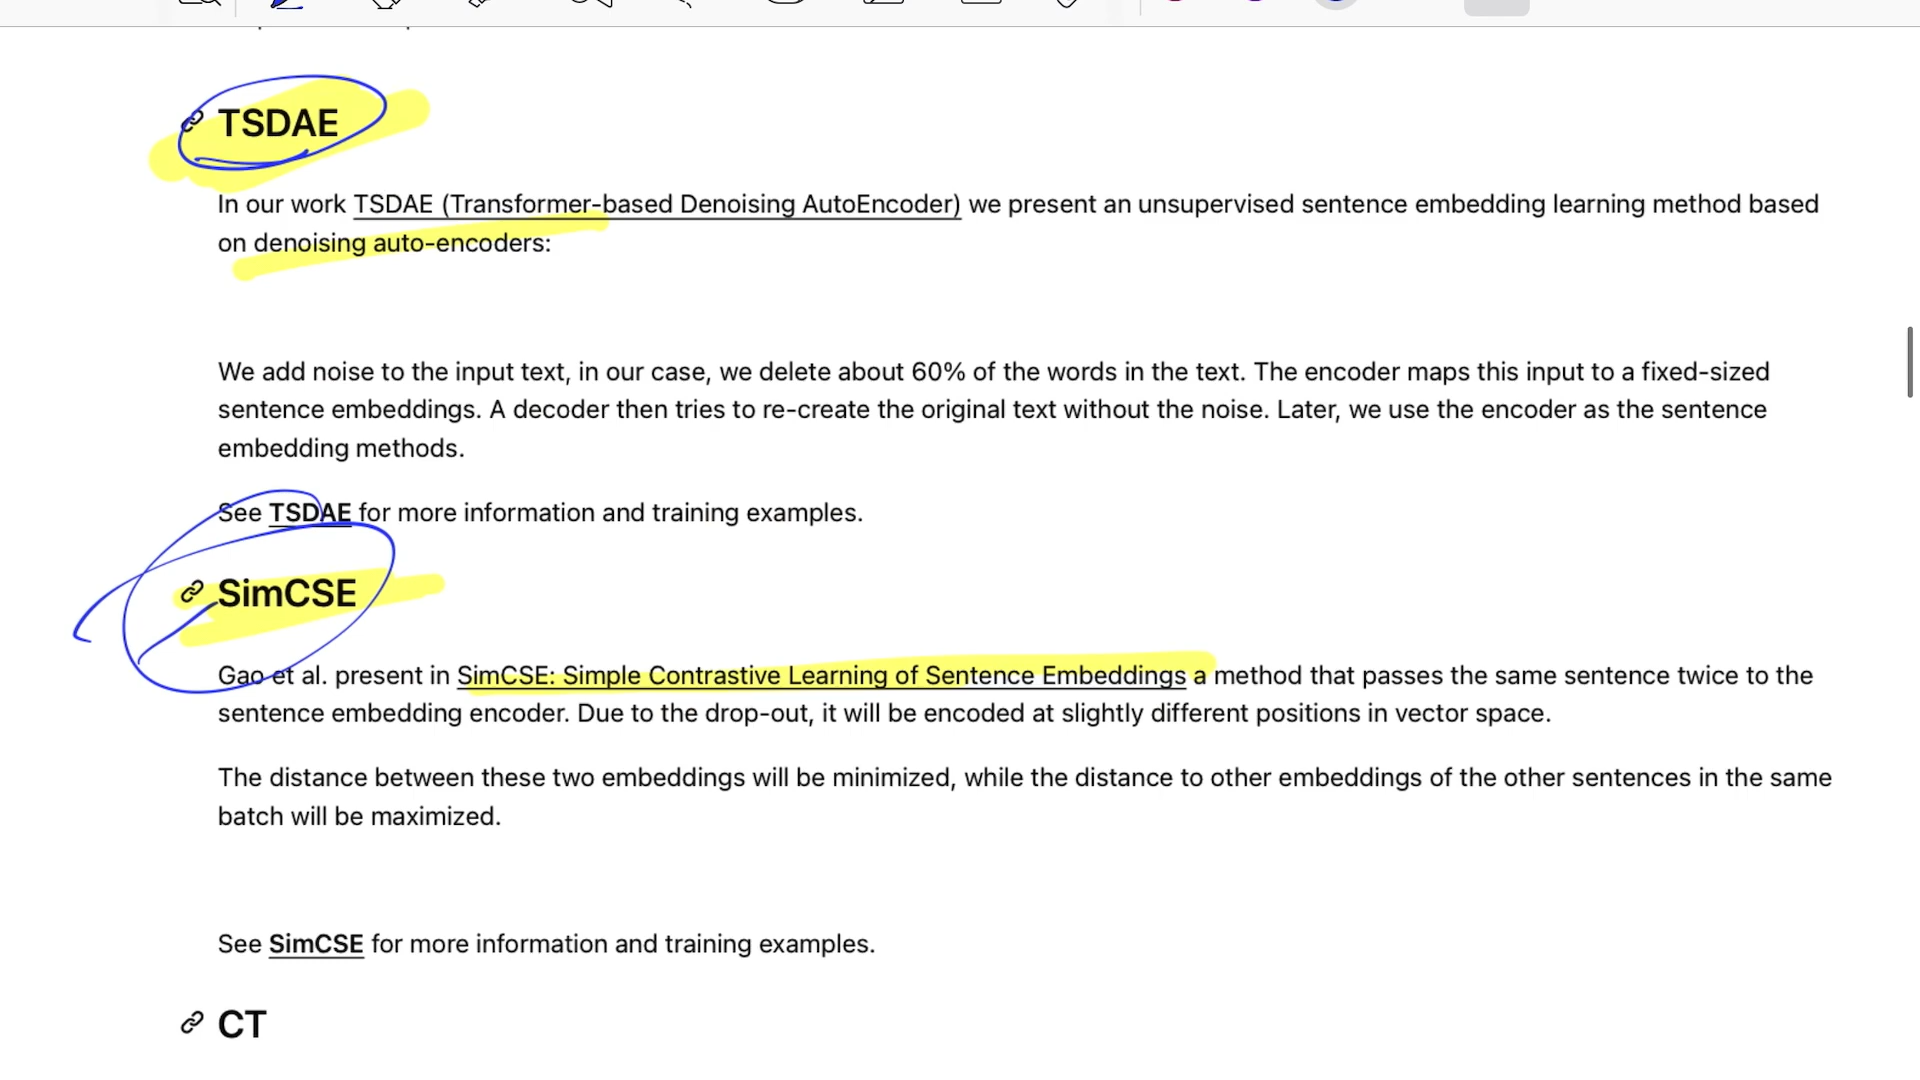 TSDAE
In our work TSDAE (Transformer-based Denoising AutoEncoder) we present an unsupervised sentence embedding learning method based
on denoising auto-encoders:
We add noise to the input text, in our case, we delete about 60% of the words in the text. The encoder maps this input to a fixed-sized
sentence embeddings. A decoder then tries to re-create the original text without the noise. Later, we use the encoder as the sentence
embedding methods.
See TSDAE for more information and training examples.
SimCSE
Gao et al. present in SimCSE: Simple Contrastive Learning of Sentence Embeddings a method that passes the same sentence twice to the
sentence embedding encoder. Due to the drop-out, it will be encoded at slightly different positions in vector space.
The distance between these two embeddings will be minimized, while the distance to other embeddings of the other sentences in the same
batch will be maximized.
See SimCSE for more information and training examples.
CT